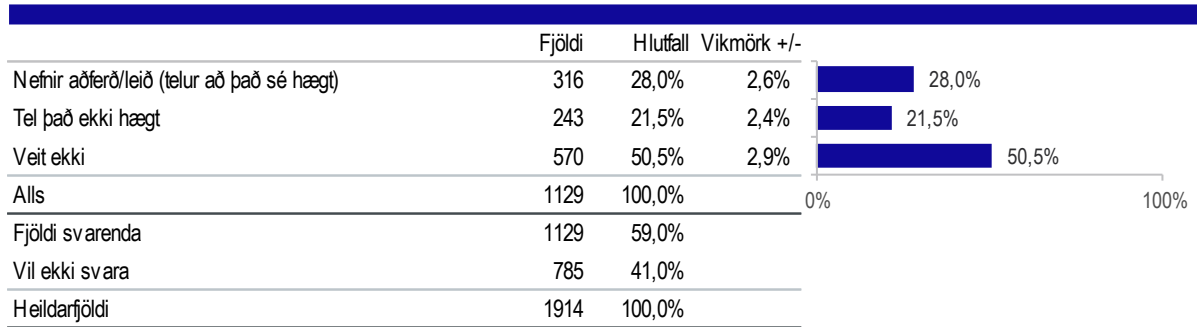 Fjöldi Hlutfall Vikmörk +/-
Nefnir aðferð/leið (telur að það sé hægt) 316 28,0% 2,6% 28,0%
Tel það ekki hægt 243 21,5% 2,4% 21,5%
Veit ekki 570 50,5% 2,9% 50,5%
Alls 1129 100,0% 0% 100%
Fjöldi svarenda 1129 59,0%
Vil ekki svara 785 41,0%
Heildarfjöldi 1914 100,0%